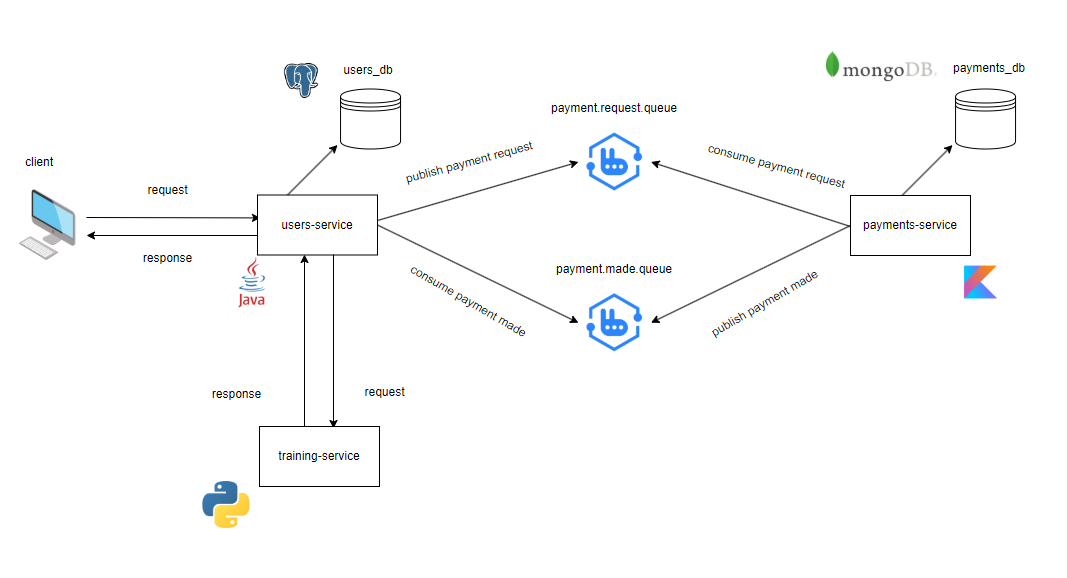 users_db
mongoDB.
payments_db
payment.request.queue
client
publish payment request
consume payment request
request
users-service
payments-service
response
Java
payment.made.queue
consume payment made
publish payment made
response
request
training-service